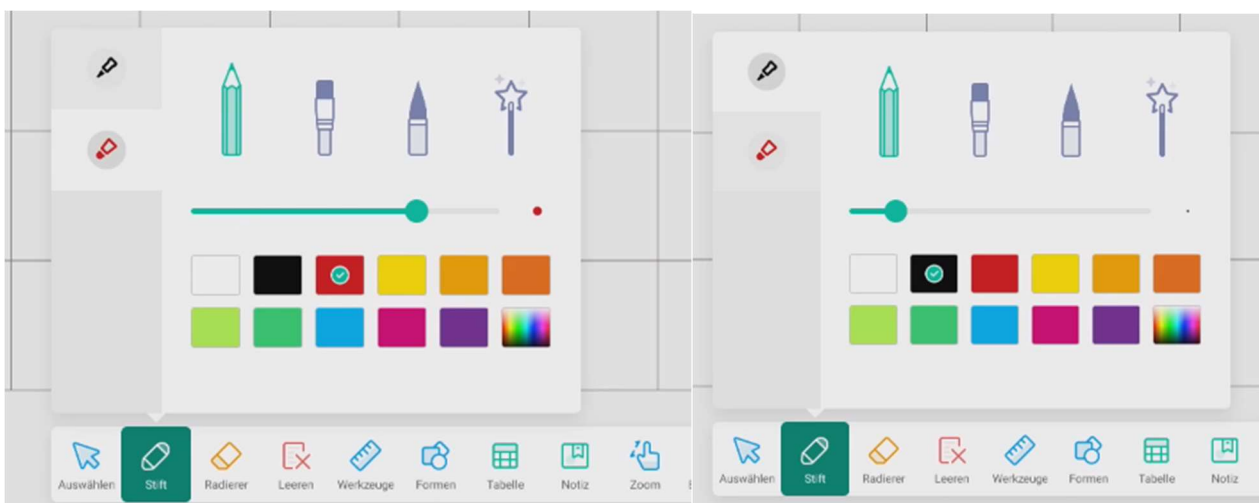 Auswählen Stift Radierer Leeren Werkzeuge Formen Tabelle Notiz Zoom
Auswählen Stift Radierer Leeren Werkzeuge Formen Tabelle Notiz